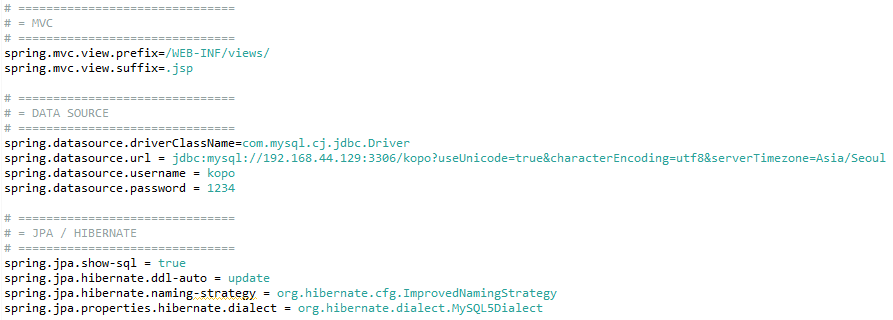 # ===============================
# = MVC
# ===============================
spring.mvc.view.prefix=/WEB-INF/views/
spring.mvc.view.suffix=.jsp
# ===============================
# = DATA SOURCE
# ===============================
spring.datasource.driverClassName=com.mysql.cj.jdbc.Driver
spring.datasource.url = jdbc:mysql://192.168.44.129:3306/kopo?useUnicode=true&characterEncoding=utf8&serverTimezone=Asia/Seoul
spring.datasource.username = kopo
spring.datasource.password = 1234
# ===============================
# = JPA / HIBERNATE
# ===============================
spring.jpa.show-sql = true
spring.jpa.hibernate.ddl-auto = update
spring.jpa.hibernate.naming-strategy = org.hibernate.cfg.ImprovedNamingStrategy
spring.jpa.properties.hibernate.dialect = org.hibernate.dialect.MySQL5Dialect